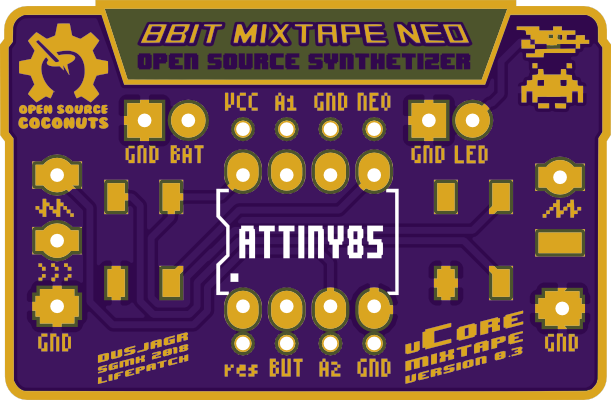 8BIT MIXTAPE NEO
OPEN SOURCE SYNTHETIZER
OPEN SOURCE
COCONUTS
VCC A1 GND NEO
GND BAT
GND LED
ATTINY85
GND
res BUT A2 GND
GND
DUSJAGR
SGMK 2018
LIFEPATCH
uCORE
MIXTAPE
VERSION 0.3